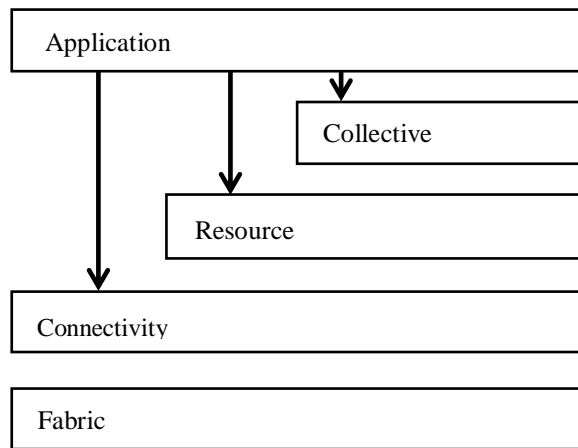 Application
Collective
Resource
Connectivity
Fabric